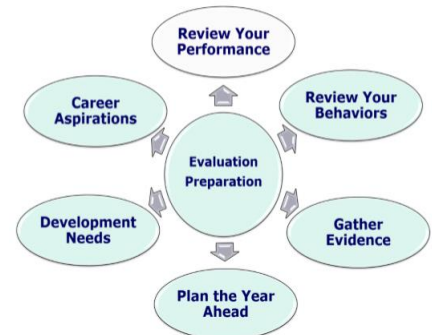 Review Your
Performance
Career
Aspirations
Review Your
Behaviors
Evaluation
Preparation
Development
Needs
Gather
Evidence
Plan the Year
Ahead